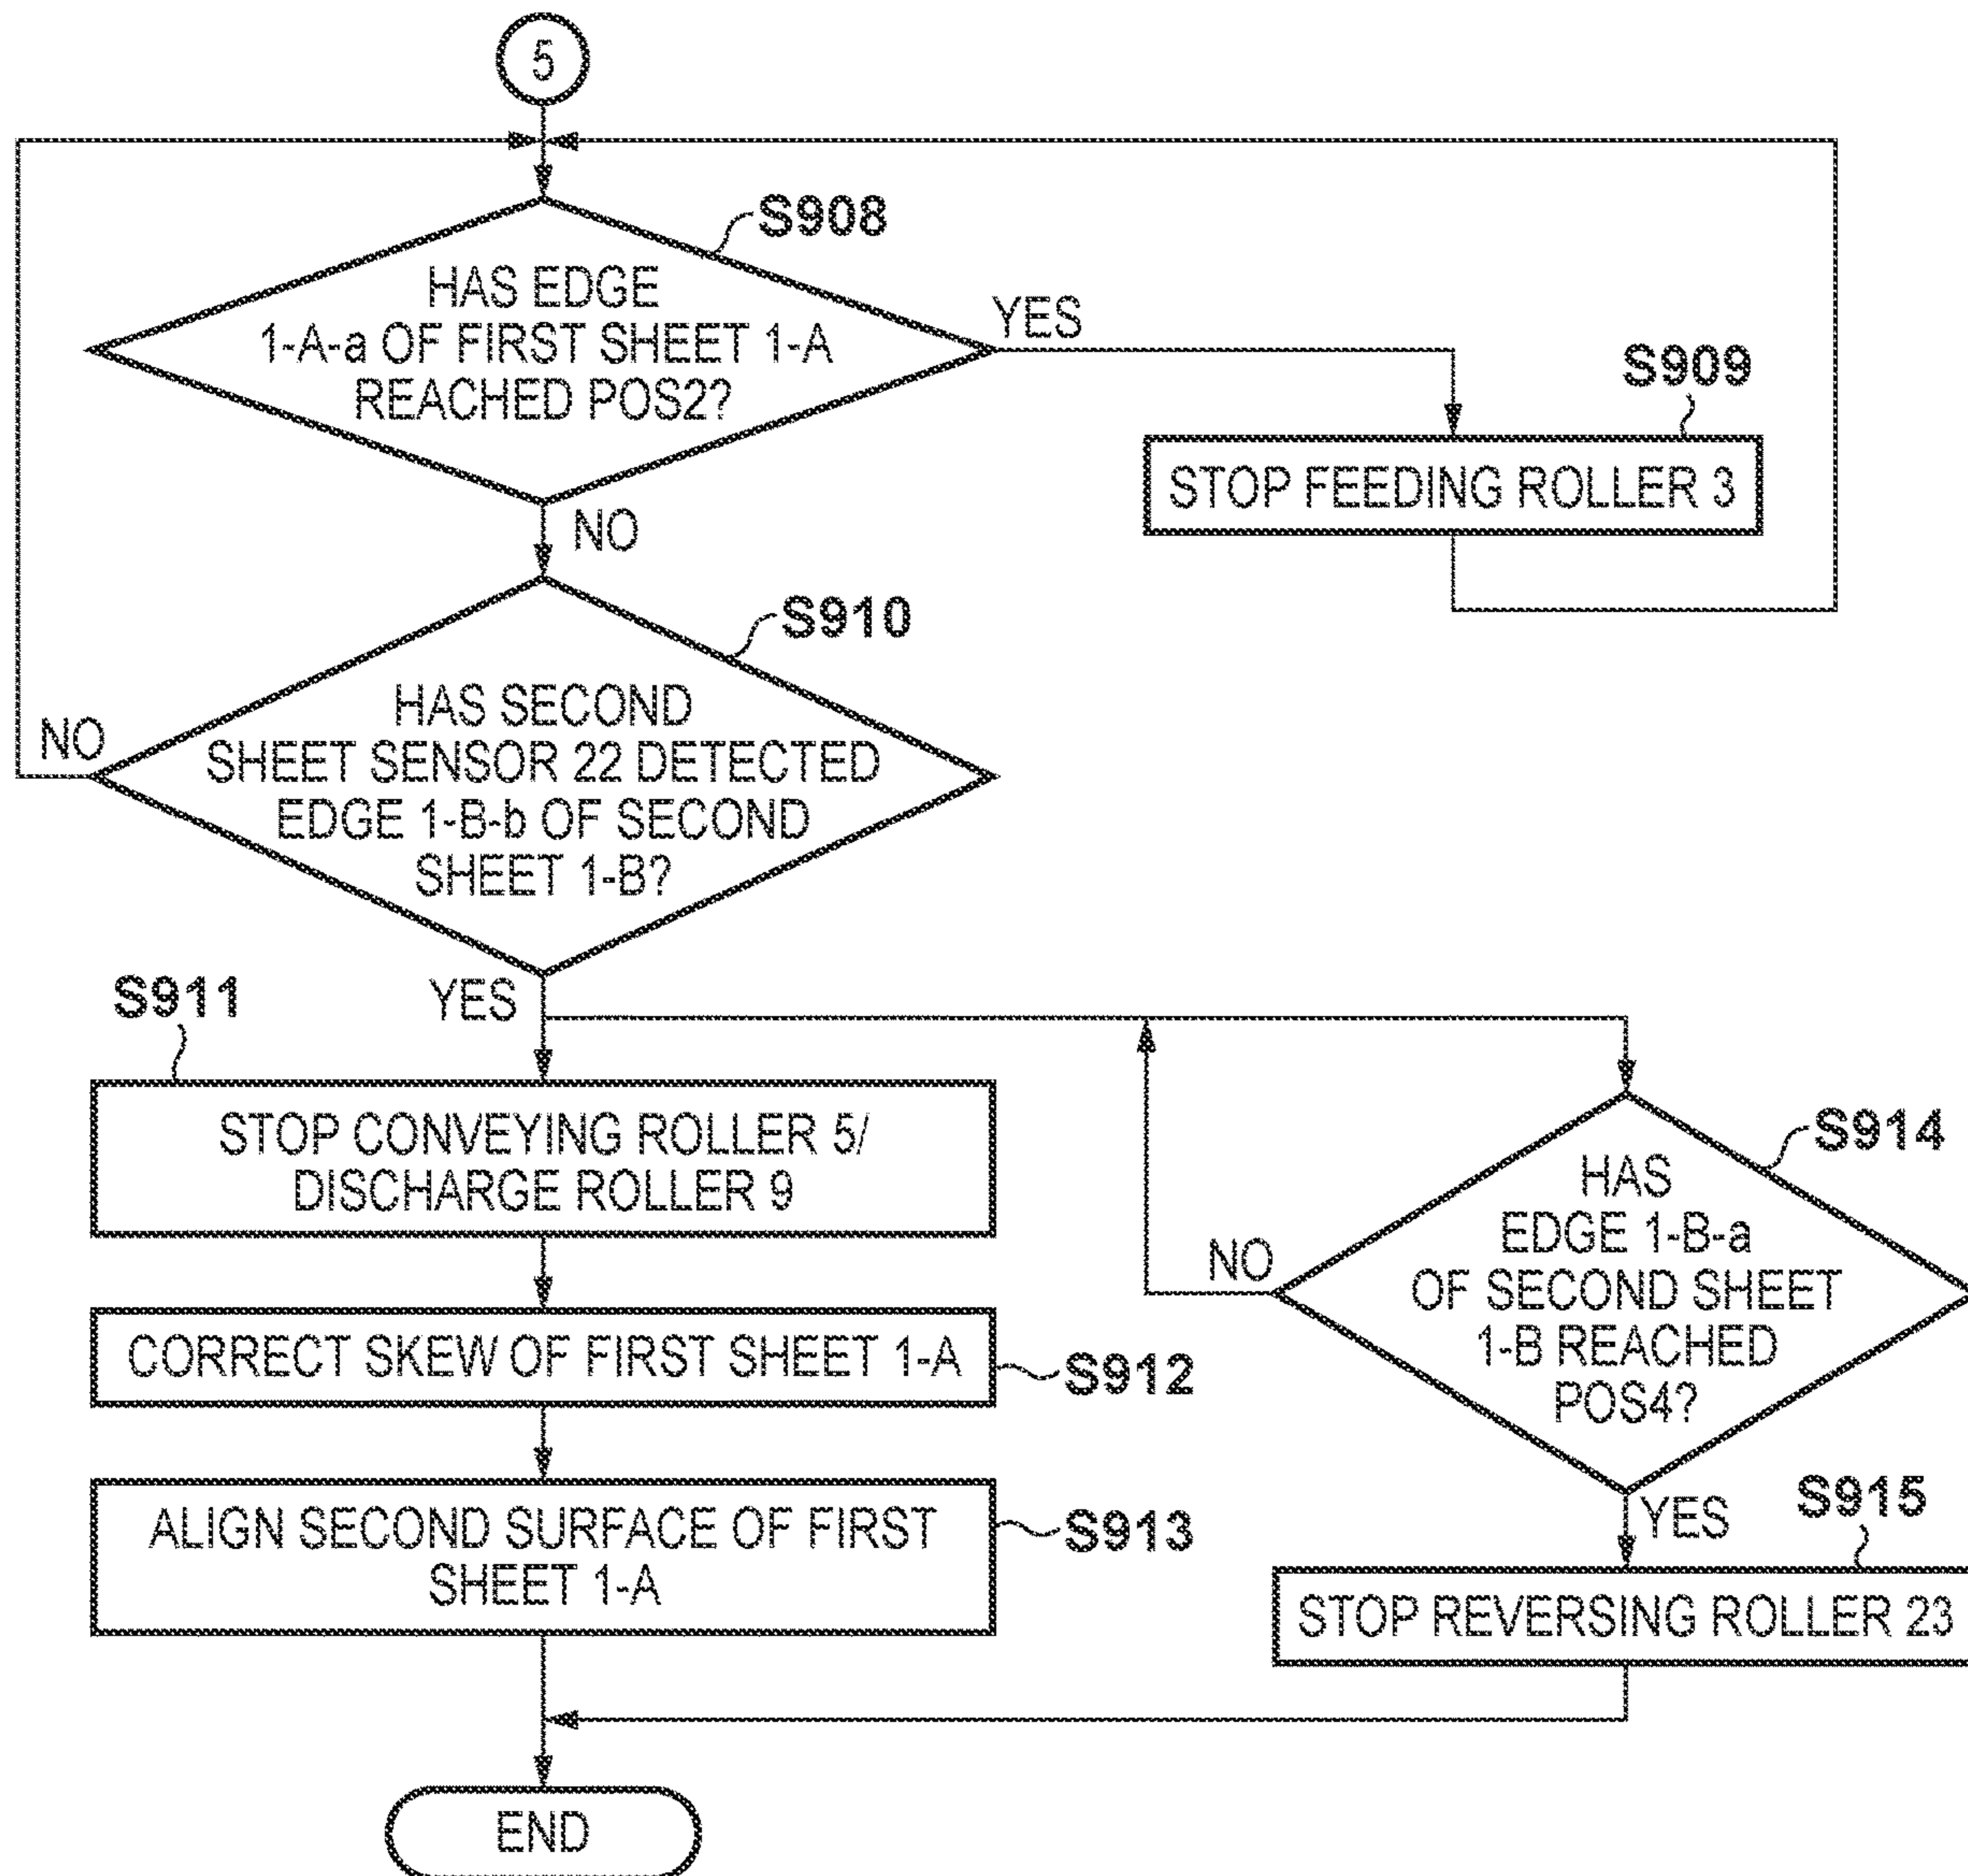 5
S908
HAS EDGE
1-A-a OF FIRST SHEET 1-A
REACHED POS2?
YES
S909
STOP FEEDING ROLLER 3
NO
S910
HAS SECOND
SHEET SENSOR 22 DETECTED
EDGE 1-B-b OF SECOND
SHEET 1-B?
NO
YES
S911
STOP CONVEYING ROLLER 5/
DISCHARGE ROLLER 9
S914
HAS
EDGE 1-B-a
OF SECOND SHEET
1-B REACHED
POS4?
NO
CORRECT SKEW OF FIRST SHEET 1-A
S912
YES
S915
ALIGN SECOND SURFACE OF FIRST
SHEET 1-A
S913
STOP REVERSING ROLLER 23
END